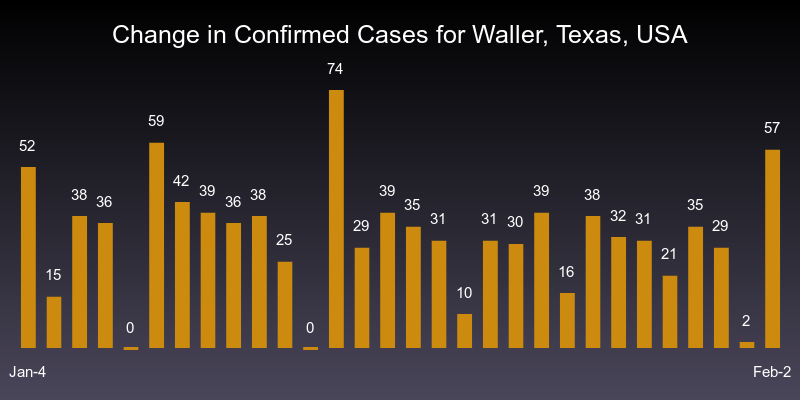 Change in Confirmed Cases for Waller, Texas, USA
52 15 38 36 0 59 42 39 36 38 25 0 74 29 39 35 31 10 31 30 39 16 38 32 31 21 35 29 2 57
Jan-4 Feb-2